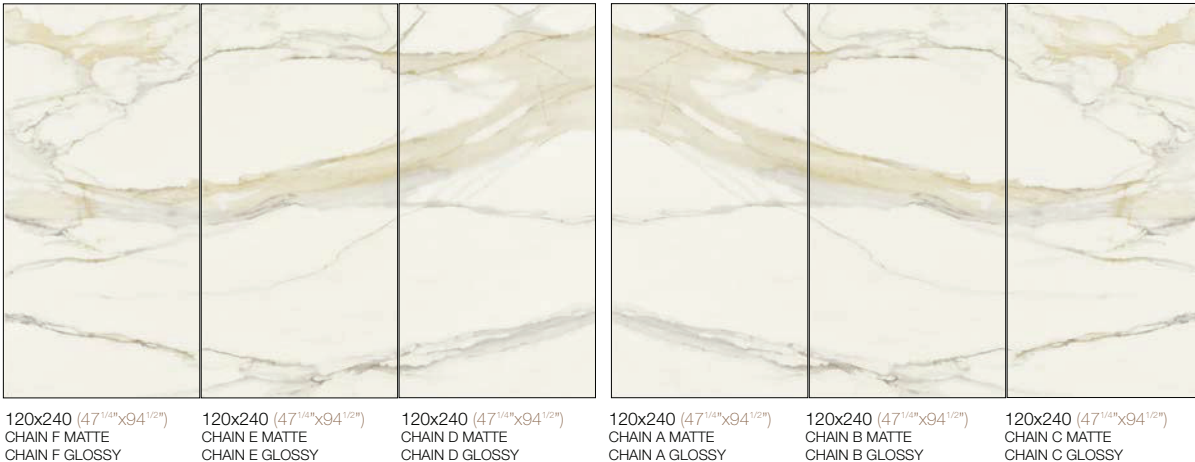 120x240 (47 1/4"x94 1/2")
CHAIN F MATTE
CHAIN F GLOSSY
120x240 (47 1/4"x94 1/2")
CHAIN E MATTE
CHAIN E GLOSSY
120x240 (47 1/4"x94 1/2")
CHAIN D MATTE
CHAIN D GLOSSY
120x240 (47 1/4"x94 1/2")
CHAIN A MATTE
CHAIN A GLOSSY
120x240 (47 1/4"x94 1/2")
CHAIN B MATTE
CHAIN B GLOSSY
120x240 (47 1/4"x94 1/2")
CHAIN C MATTE
CHAIN C GLOSSY